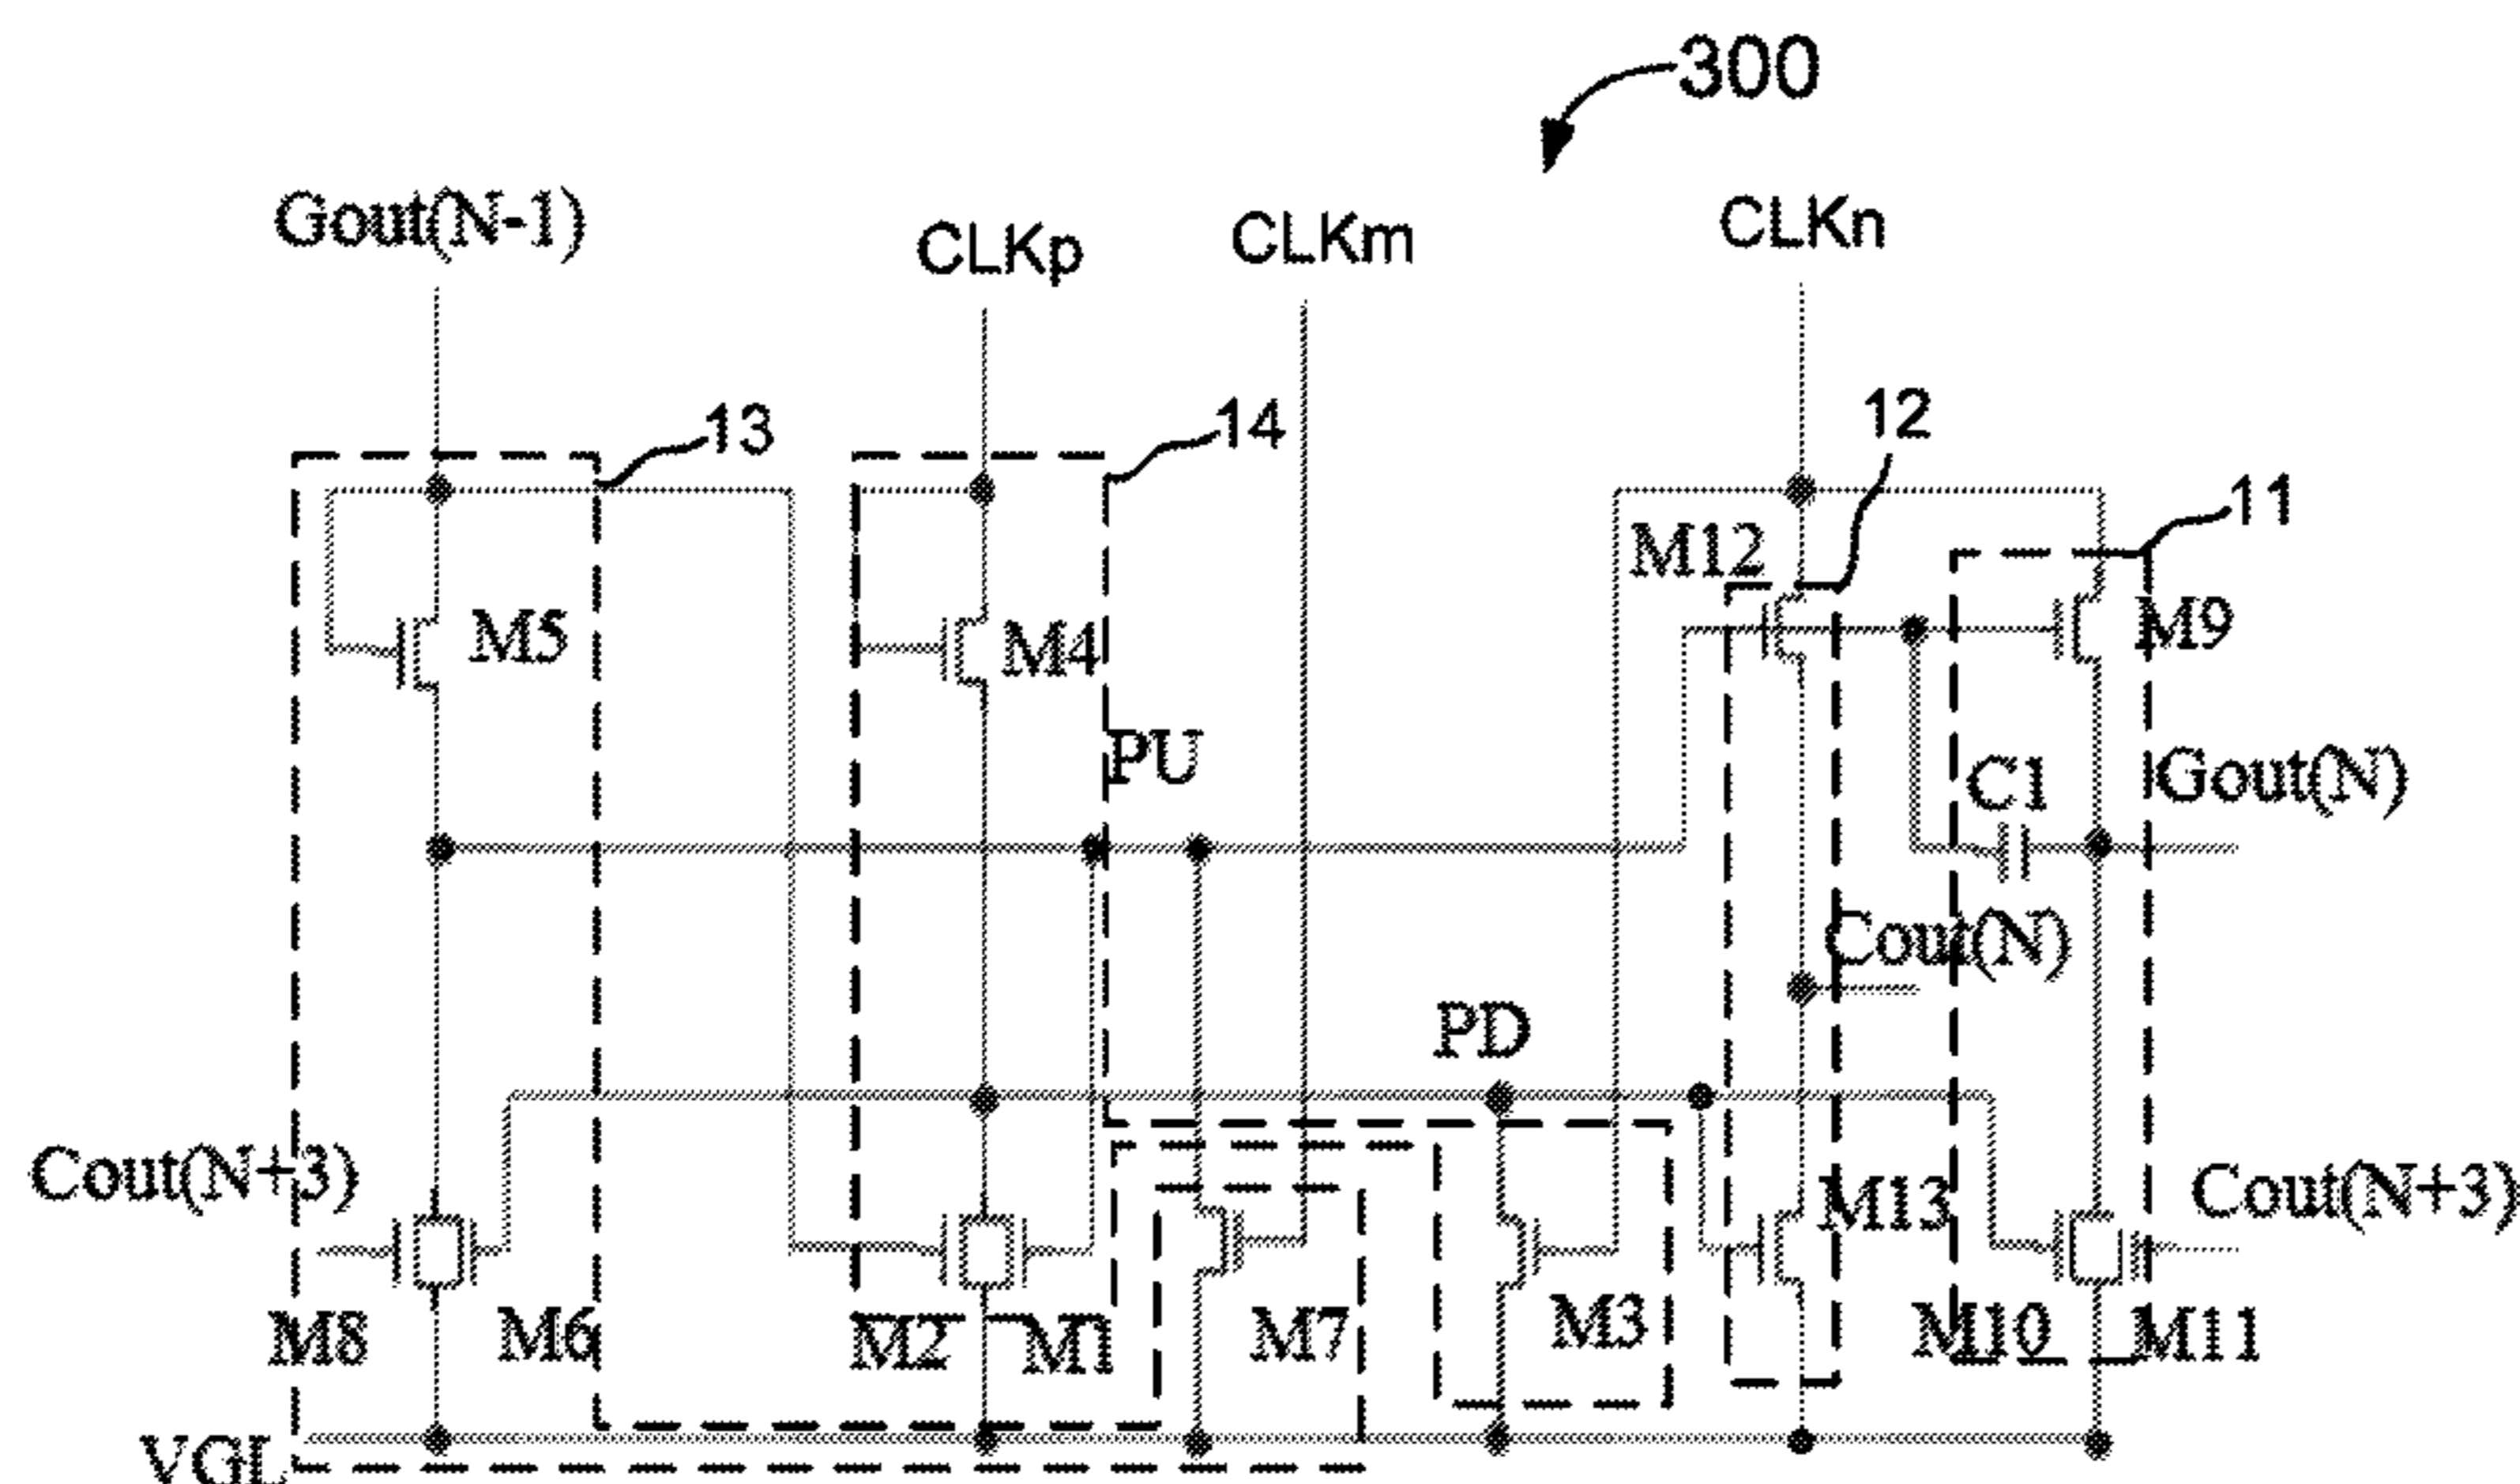 300
Gout(N-1)
CLKp
CLKm
CLKn
13
14
12
11
M12
M5
M4
M9
PU
C1
Gout(N)
Cout(N)
PD
Cout(N+3)
M13
Cout(N+3)
M8
M6
M2
M1
M7
M3
M10
M11
VGL